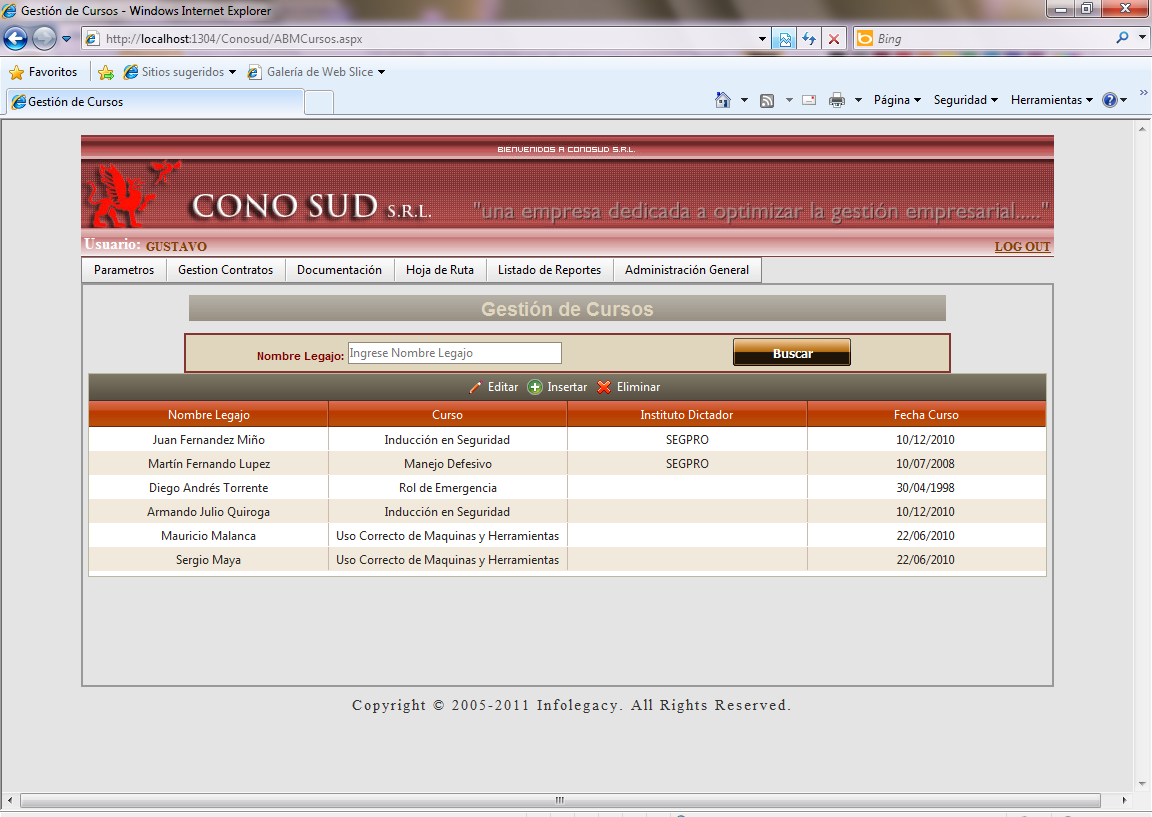 Gestión de Cursos - Windows Internet Explorer
http://localhost:1304/Conosud/ABMCursos.aspx
Bing
Favoritos Sitios sugeridos Galería de Web Slice
Gestión de Cursos
Página Seguridad Herramientas
BIENVENIDOS A CONOSUD S.R.L.
CONO SUD S.R.L. "una empresa dedicada a optimizar la gestión empresarial....."
Usuario: GUSTAVO LOG OUT
Parametros Gestion Contratos Documentación Hoja de Ruta Listado de Reportes Administración General
Gestión de Cursos
Nombre Legajo: Ingrese Nombre Legajo Buscar
Editar Insertar Eliminar
Nombre Legajo Curso Instituto Dictador Fecha Curso
Juan Fernandez Miño Inducción en Seguridad SEGPRO 10/12/2010
Martín Fernando Lupez Manejo Defesivo SEGPRO 10/07/2008
Diego Andrés Torrente Rol de Emergencia 30/04/1998
Armando Julio Quiroga Inducción en Seguridad 10/12/2010
Mauricio Malanca Uso Correcto de Maquinas y Herramientas 22/06/2010
Sergio Maya Uso Correcto de Maquinas y Herramientas 22/06/2010
Copyright © 2005-2011 Infolegacy. All Rights Reserved.